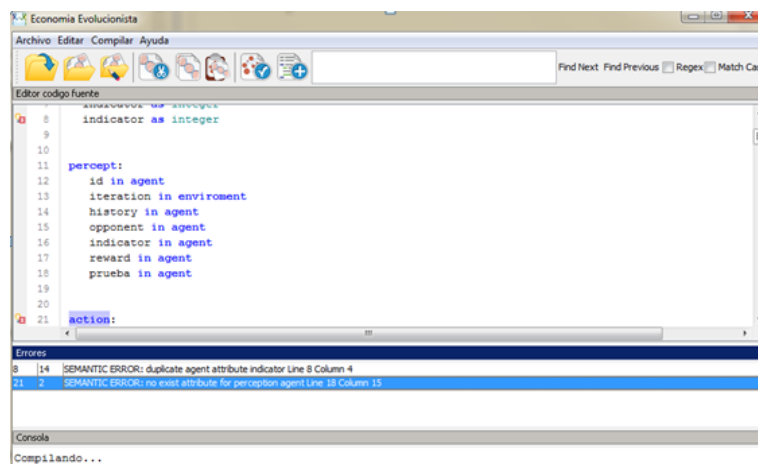 Economia Evolucionista
Archivo Editar Compilar Ayuda
Find Next Find Previous Regex Match Ca
Editor codigo fuente
indicator as integer
8 indicator as integer
9
10
11 percept:
12 id in agent
13 iteration in enviroment
14 history in agent
15 opponent in agent
16 indicator in agent
17 reward in agent
18 prueba in agent
19
20
21 action:
Errores
8 14 SEMANTIC ERROR: duplicate agent attribute indicator Line 8 Column 4
21 2 SEMANTIC ERROR: no exist attribute for perception agent Line 18 Column 15
Consola
Compilando...